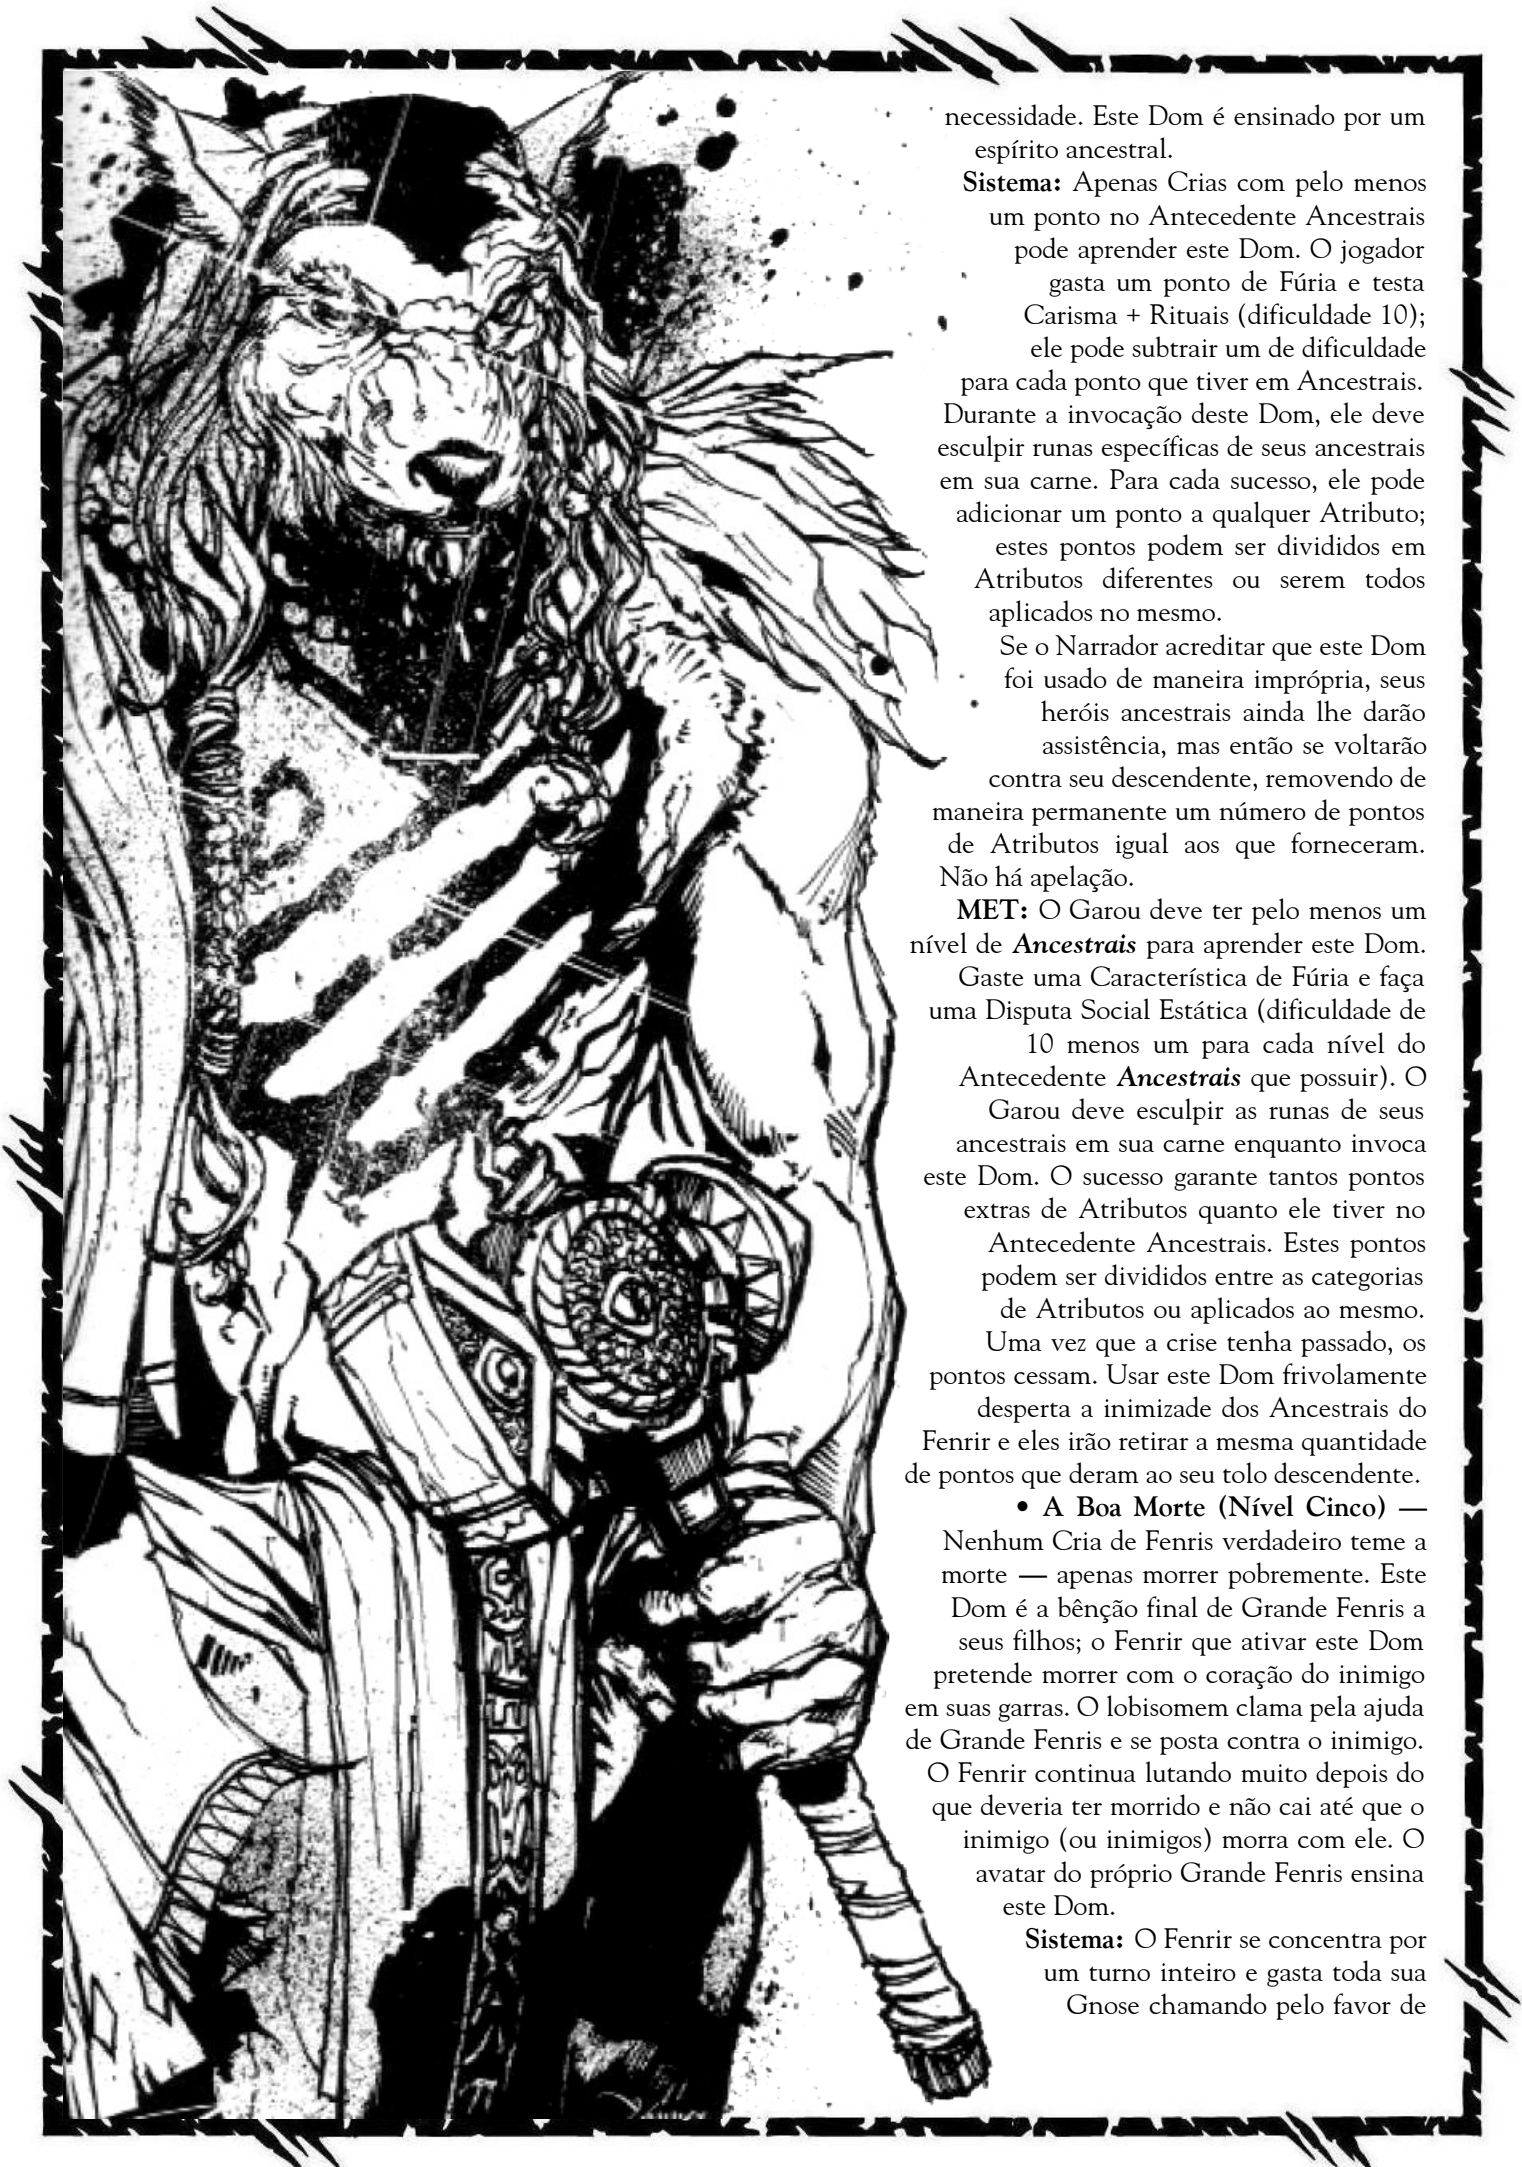 necessidade. Este Dom é ensinado por um
espírito ancestral.
Sistema: Apenas Crias com pelo menos
um ponto no Antecedente Ancestrais
pode aprender este Dom. O jogador
gasta um ponto de Fúria e testa
Carisma + Rituais (dificuldade 10);
ele pode subtrair um de dificuldade
para cada ponto que tiver em Ancestrais.
Durante a invocação deste Dom, ele deve
esculpir runas específicas de seus ancestrais
em sua carne. Para cada sucesso, ele pode
adicionar um ponto a qualquer Atributo;
estes pontos podem ser divididos em
Atributos diferentes ou serem todos
aplicados no mesmo.
Se o Narrador acreditar que este Dom
foi usado de maneira imprópria, seus
heróis ancestrais ainda lhe darão
assistência, mas então se voltarão
contra seu descendente, removendo de
maneira permanente um número de pontos
de Atributos igual aos que forneceram.
Não há apelação.
MET: O Garou deve ter pelo menos um
nível de Ancestrais para aprender este Dom.
Gaste uma Característica de Fúria e faça
uma Disputa Social Estática (dificuldade de
10 menos um para cada nível do
Antecedente Ancestrais que possuir). O
Garou deve esculpir as runas de seus
ancestrais em sua carne enquanto invoca
este Dom. O sucesso garante tantos pontos
extras de Atributos quanto ele tiver no
Antecedente Ancestrais. Estes pontos
podem ser divididos entre as categorias
de Atributos ou aplicados ao mesmo.
Uma vez que a crise tenha passado, os
pontos cessam. Usar este Dom frivolamente
desperta a inimizade dos Ancestrais do
Fenrir e eles irão retirar a mesma quantidade
de pontos que deram ao seu tolo descendente.
• A Boa Morte (Nível Cinco) —
Nenhum Cria de Fenris verdadeiro teme a
morte — apenas morrer pobremente. Este
Dom é a bênção final de Grande Fenris a
seus filhos; o Fenrir que ativar este Dom
pretende morrer com o coração do inimigo
em suas garras. O lobisomem clama pela ajuda
de Grande Fenris e se posta contra o inimigo.
O Fenrir continua lutando muito depois do
que deveria ter morrido e não cai até que o
inimigo (ou inimigos) morra com ele. O
avatar do próprio Grande Fenris ensina
este Dom.
Sistema: O Fenrir se concentra por
um turno inteiro e gasta toda sua
Gnose chamando pelo favor de